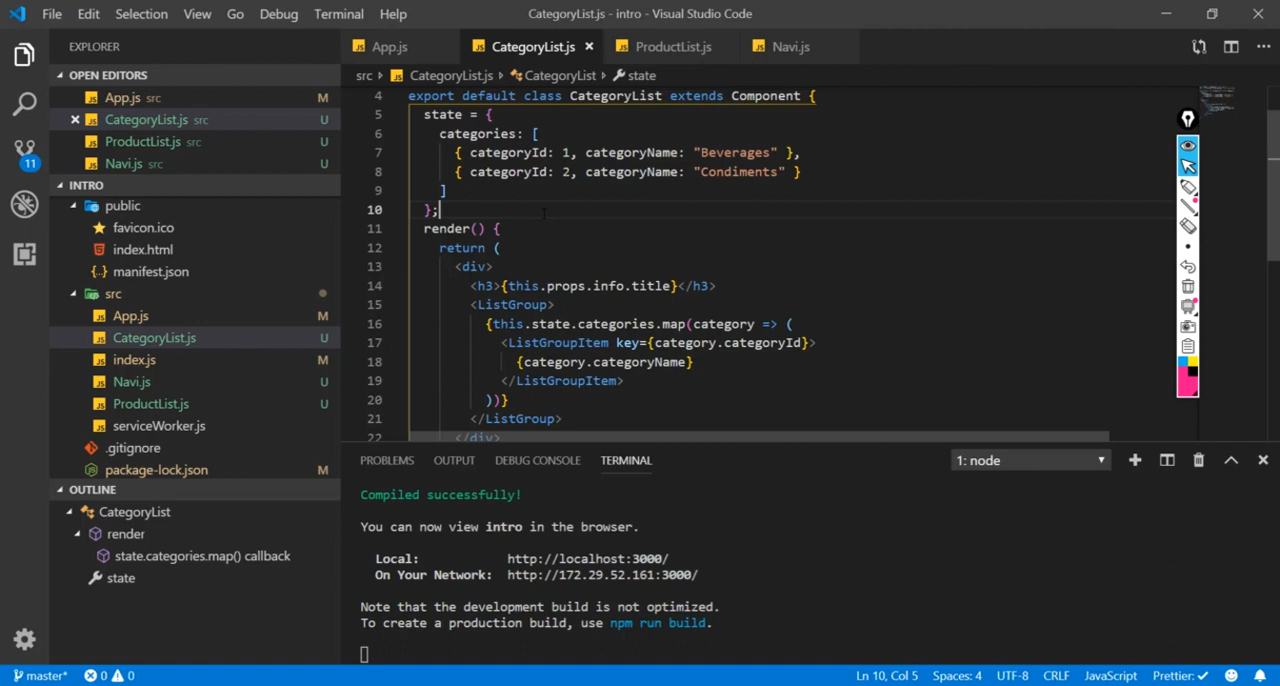 File Edit Selection View Go Debug Terminal Help CategoryList.js - intro - Visual Studio Code
EXPLORER
OPEN EDITORS
App.js src M
CategoryList.js src U
ProductList.js src U
Navi.js src U
11
INTRO
public
favicon.ico
index.html
manifest.json
src
App.js M
CategoryList.js U
index.js M
Navi.js U
ProductList.js U
serviceWorker.js
.gitignore
package-lock.json M
OUTLINE
CategoryList
render
state.categories.map() callback
state
App.js CategoryList.js ProductList.js Navi.js
src CategoryList.js CategoryList state
4 export default class CategoryList extends Component {
5 state = {
6 categories: [
7 { categoryId: 1, categoryName: "Beverages" },
8 { categoryId: 2, categoryName: "Condiments" }
9 ]
10 };
11 render() {
12 return (
13 <div>
14 <h3>{this.props.info.title}</h3>
15 <ListGroup>
16 {this.state.categories.map(category => (
17 <ListGroupItem key={category.categoryId}>
18 {category.categoryName}
19 </ListGroupItem>
20 ))}
21 </ListGroup>
22 </div>
PROBLEMS OUTPUT DEBUG CONSOLE TERMINAL 1: node
Compiled successfully!
You can now view intro in the browser.
Local: http://localhost:3000/
On Your Network: http://172.29.52.161:3000/
Note that the development build is not optimized.
To create a production build, use npm run build.
master* 0 0 Ln 10, Col 5 Spaces: 4 UTF-8 CRLF JavaScript Prettier: ✓